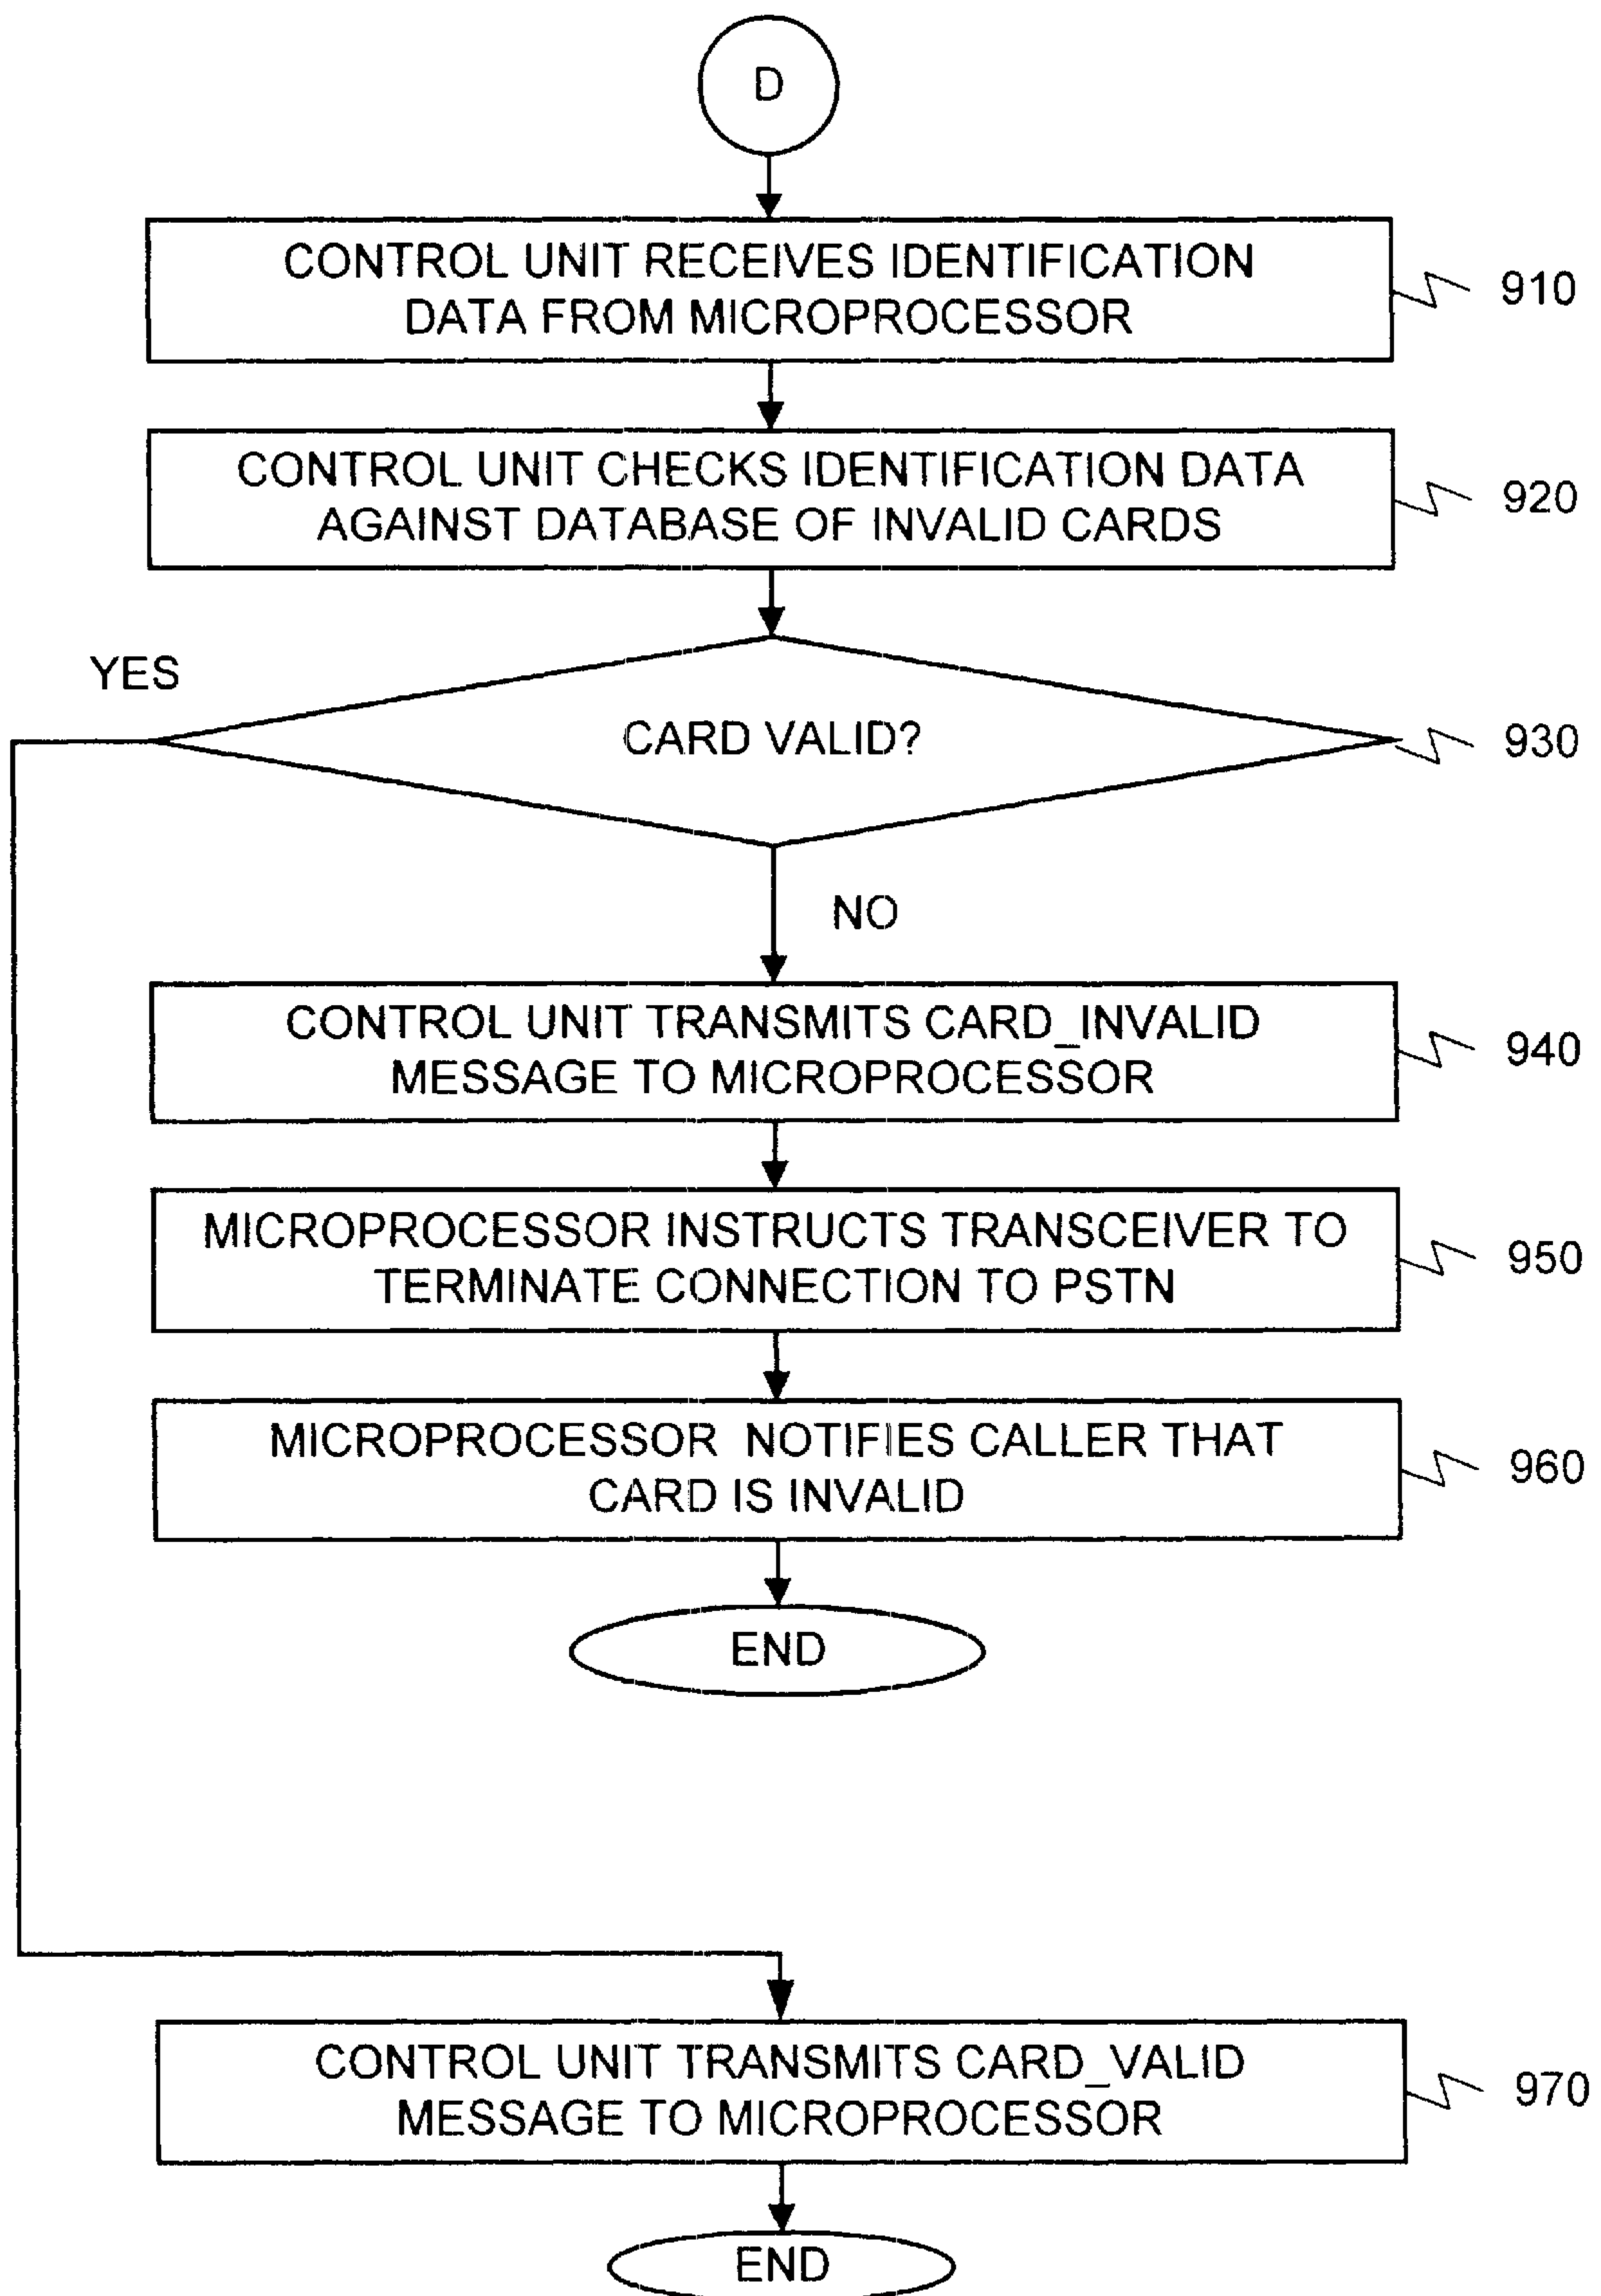 D
CONTROL UNIT RECEIVES IDENTIFICATION
DATA FROM MICROPROCESSOR
910
CONTROL UNIT CHECKS IDENTIFICATION DATA
AGAINST DATABASE OF INVALID CARDS
920
YES
CARD VALID?
930
NO
CONTROL UNIT TRANSMITS CARD_INVALID
MESSAGE TO MICROPROCESSOR
940
MICROPROCESSOR INSTRUCTS TRANSCEIVER TO
TERMINATE CONNECTION TO PSTN
950
MICROPROCESSOR NOTIFIES CALLER THAT
CARD IS INVALID
960
END
CONTROL UNIT TRANSMITS CARD_VALID
MESSAGE TO MICROPROCESSOR
970
END